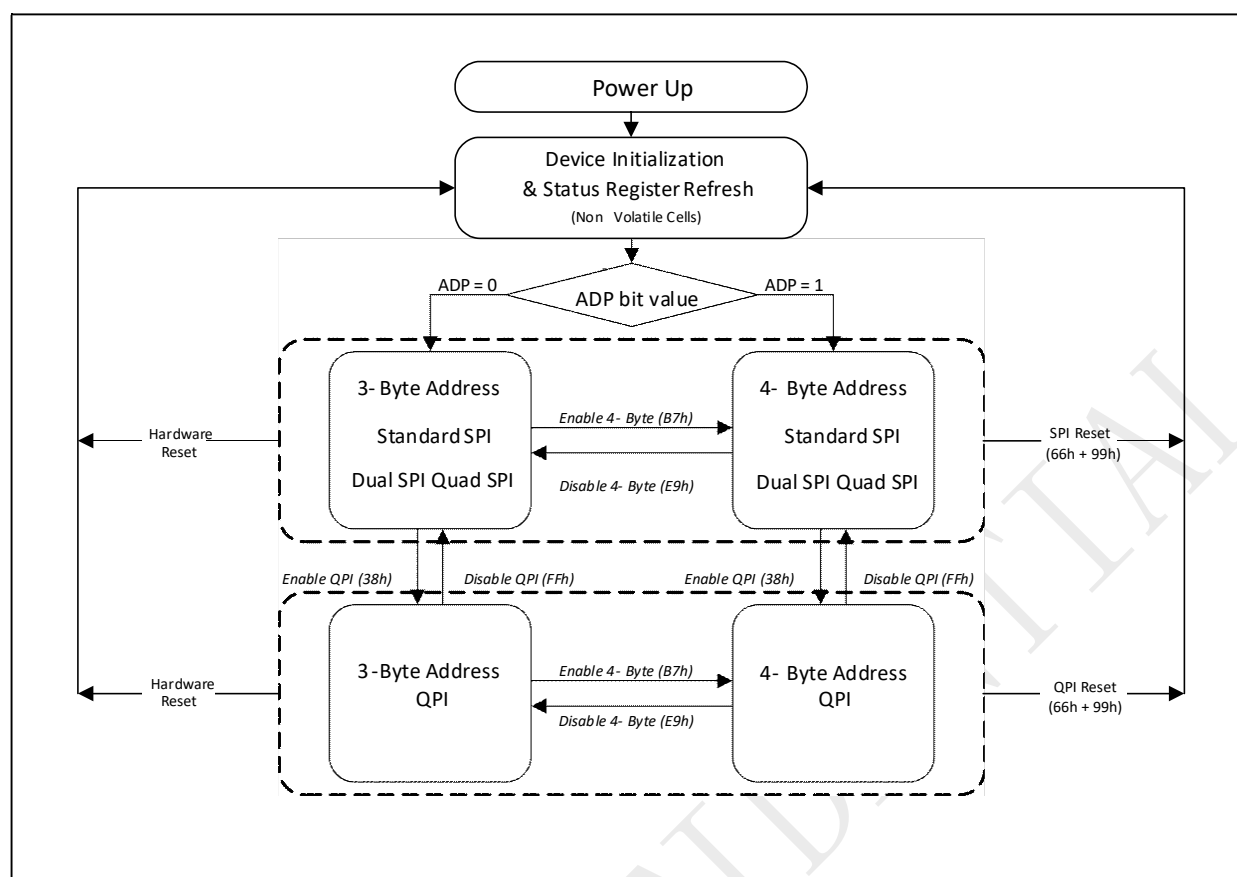 Power Up
Device Initialization
& Status Register Refresh
(Non Volatile Cells)
ADP = 0
ADP bit value
ADP = 1
3- Byte Address
Standard SPI
Dual SPI Quad SPI
Enable 4- Byte (B7h)
Disable 4- Byte (E9h)
4- Byte Address
Standard SPI
Dual SPI Quad SPI
Hardware
Reset
SPI Reset
(66h + 99h)
Enable QPI (38h)
Disable QPI (FFh)
Enable QPI (38h)
Disable QPI (FFh)
3-Byte Address
QPI
Enable 4- Byte (B7h)
Disable 4- Byte (E9h)
4- Byte Address
QPI
Hardware
Reset
QPI Reset
(66h + 99h)